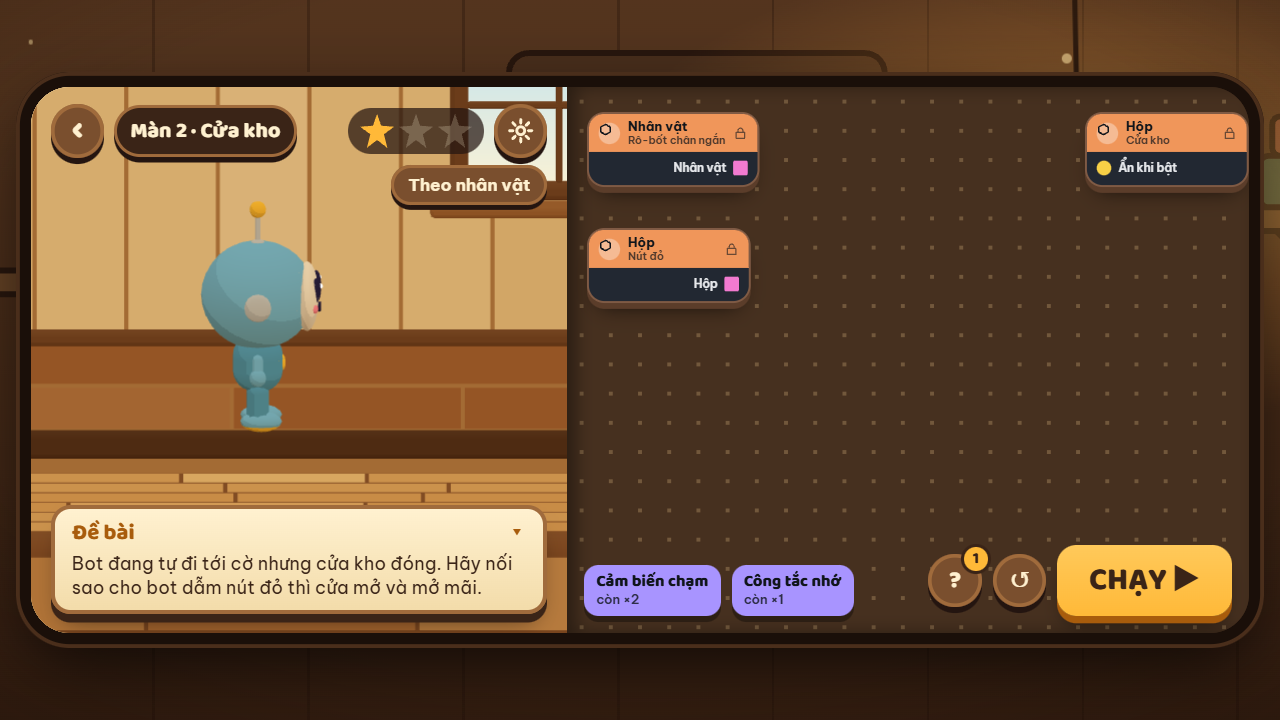 Màn 2 · Cửa kho
Theo nhân vật
Nhân vật
Rô-bốt chân ngắn
Nhân vật
Hộp
Cửa kho
Ẩn khi bật
Hộp
Nút đỏ
Hộp
Đề bài
Bot đang tự đi tới cờ nhưng cửa kho đóng. Hãy nối
sao cho bot dẫm nút đỏ thì cửa mở và mở mãi.
Cảm biến chạm
còn ×2
Công tắc nhớ
còn ×1
?
1
CHẠY